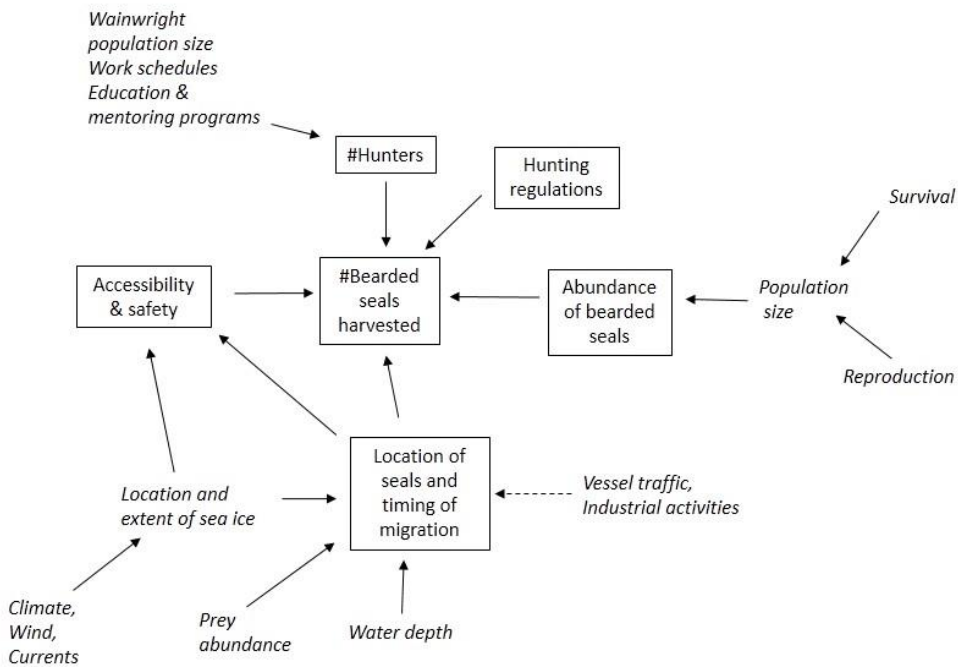 Wainwright
population size
Work schedules
Education &
mentoring programs
#Hunters
Hunting
regulations
Survival
Accessibility
& safety
#Bearded
seals
harvested
Abundance
of bearded
seals
Population
size
Reproduction
Location of
seals and
timing of
migration
Location and
extent of sea ice
Vessel traffic,
Industrial activities
Climate,
Wind,
Currents
Prey
abundance
Water depth